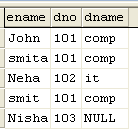 ename dno dname
John 101 comp
smita 101 comp
Neha 102 it
smit 101 comp
Nisha 103 NULL